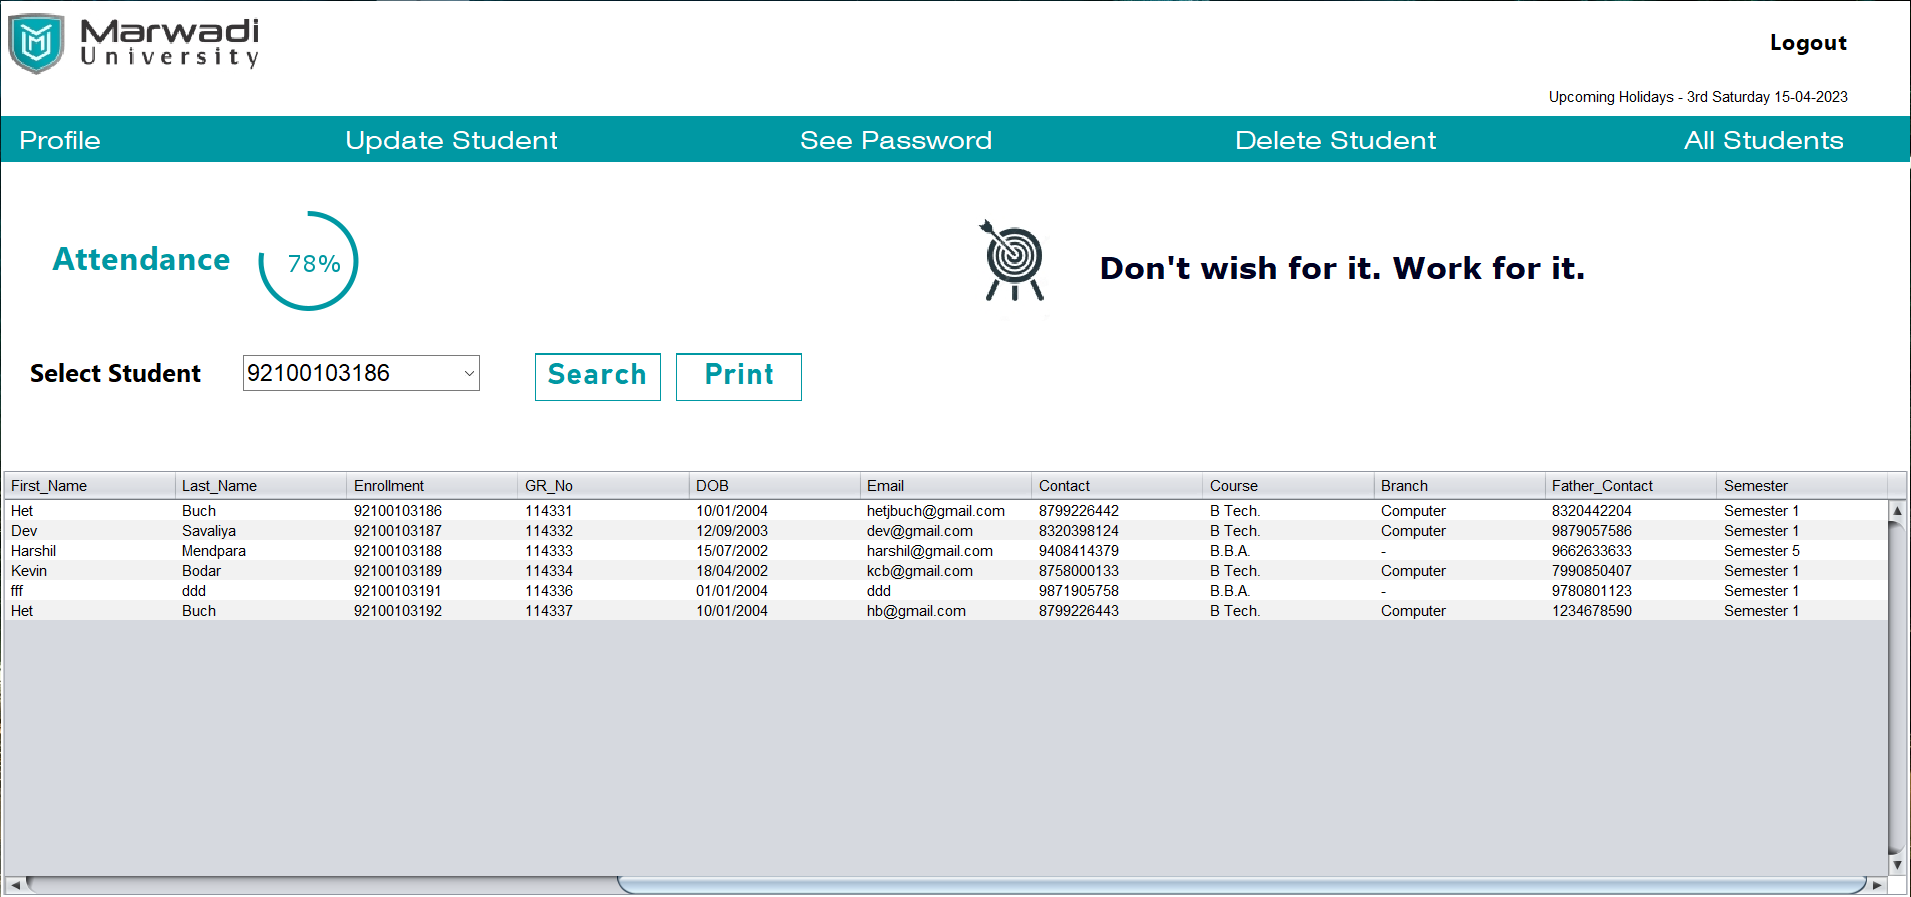 Marwadi
University
Logout
Upcoming Holidays - 3rd Saturday 15-04-2023
Profile Update Student See Password Delete Student All Students
Attendance 78% Don't wish for it. Work for it.
Select Student 92100103186 Search Print
First_Name Last_Name Enrollment GR_No DOB Email Contact Course Branch Father_Contact Semester
Het Buch 92100103186 114331 10/01/2004 hetjbuch@gmail.com 8799226442 B Tech. Computer 8320442204 Semester 1
Dev Savaliya 92100103187 114332 12/09/2003 dev@gmail.com 8320398124 B Tech. Computer 9879057586 Semester 1
Harshil Mendpara 92100103188 114333 15/07/2002 harshil@gmail.com 9408414379 B.B.A. - 9662633633 Semester 5
Kevin Bodar 92100103189 114334 18/04/2002 kcb@gmail.com 8758000133 B Tech. Computer 7990850407 Semester 1
fff ddd 92100103191 114336 01/01/2004 ddd 9871905758 B.B.A. - 9780801123 Semester 1
Het Buch 92100103192 114337 10/01/2004 hb@gmail.com 8799226443 B Tech. Computer 1234678590 Semester 1